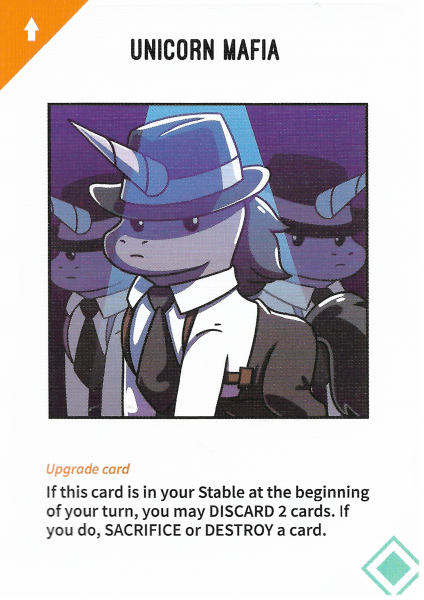 UNICORN MAFIA
Upgrade card
If this card is in your Stable at the beginning
of your turn, you may DISCARD 2 cards. If
you do, SACRIFICE or DESTROY a card.